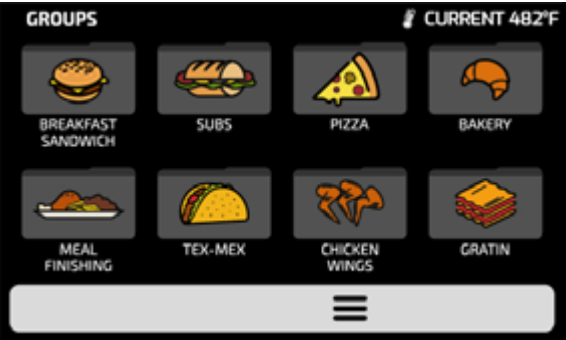 GROUPS
CURRENT 482°F
BREAKFAST
SANDWICH
SUBS
PIZZA
BAKERY
MEAL
FINISHING
TEX-MEX
CHICKEN
WINGS
GRATIN